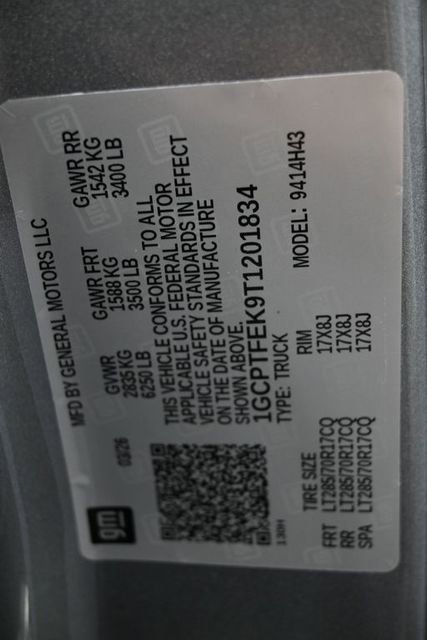 gm
03/26
MFD BY GENERAL MOTORS LLC
GVWR GAWR FRT GAWR RR
2835 KG 1588 KG 1542 KG
6250 LB 3500 LB 3400 LB
THIS VEHICLE CONFORMS TO ALL
APPLICABLE U.S. FEDERAL MOTOR
VEHICLE SAFETY STANDARDS IN EFFECT
ON THE DATE OF MANUFACTURE
SHOWN ABOVE.
1GCPTFEK9T1201834
TYPE: TRUCK MODEL: 9414H43
TIRE SIZE RIM
FRT LT285/70R17CQ 17X8J
RR LT285/70R17CQ 17X8J
SPA LT285/70R17CQ 17X8J